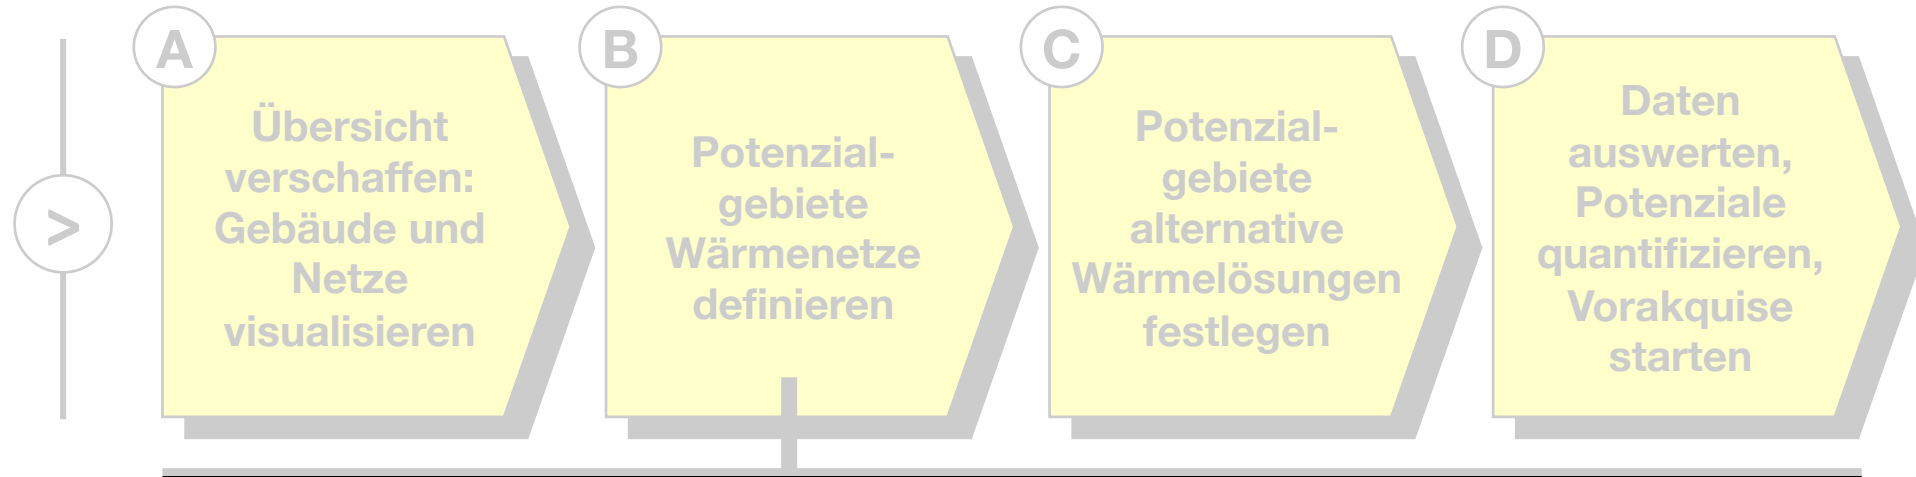 >
A
Übersicht
verschaffen:
Gebäude und
Netze
visualisieren
B
Potenzial-
gebiete
Wärmenetze
definieren
C
Potenzial-
gebiete
alternative
Wärmelösungen
festlegen
D
Daten
auswerten,
Potenziale
quantifizieren,
Vorakquise
starten